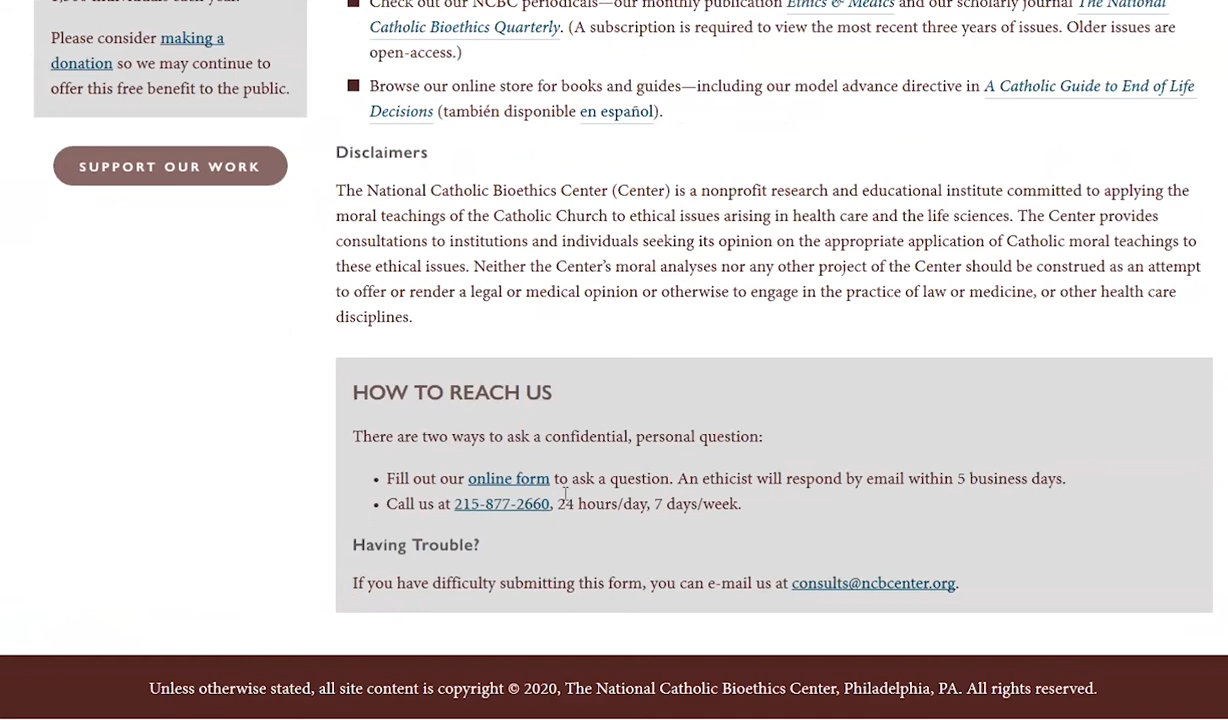 Please consider making a
donation so we may continue to
offer this free benefit to the public.
SUPPORT OUR WORK
Check out our NCBC periodicals—our monthly publication Ethics & Medics and our scholarly journal The National
Catholic Bioethics Quarterly. (A subscription is required to view the most recent three years of issues. Older issues are
open-access.)
Browse our online store for books and guides—including our model advance directive in A Catholic Guide to End of Life
Decisions (también disponible en español).
Disclaimers
The National Catholic Bioethics Center (Center) is a nonprofit research and educational institute committed to applying the
moral teachings of the Catholic Church to ethical issues arising in health care and the life sciences. The Center provides
consultations to institutions and individuals seeking its opinion on the appropriate application of Catholic moral teachings to
these ethical issues. Neither the Center’s moral analyses nor any other project of the Center should be construed as an attempt
to offer or render a legal or medical opinion or otherwise to engage in the practice of law or medicine, or other health care
disciplines.
HOW TO REACH US
There are two ways to ask a confidential, personal question:
• Fill out our online form to ask a question. An ethicist will respond by email within 5 business days.
• Call us at 215-877-2660, 24 hours/day, 7 days/week.
Having Trouble?
If you have difficulty submitting this form, you can e-mail us at consults@ncbcenter.org.
Unless otherwise stated, all site content is copyright © 2020, The National Catholic Bioethics Center, Philadelphia, PA. All rights reserved.